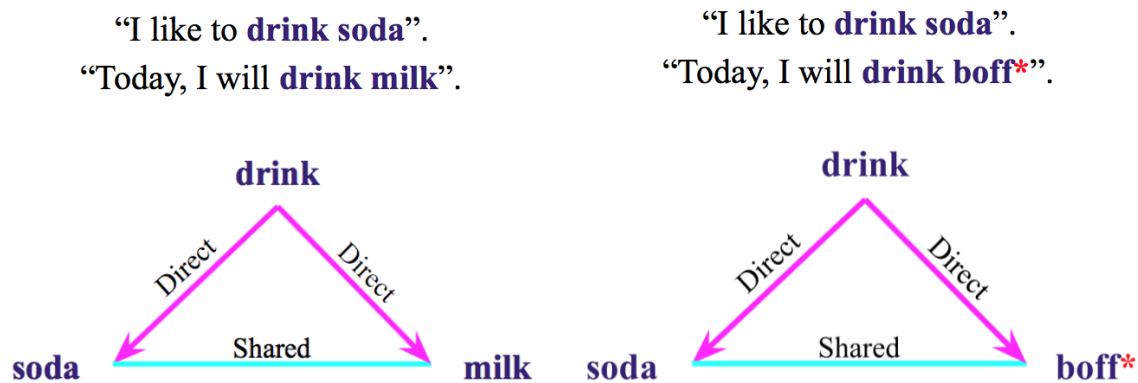 “I like to drink soda”.
“Today, I will drink milk”.
drink
Direct
Direct
Shared
soda
milk
“I like to drink soda”.
“Today, I will drink boff*”.
drink
Direct
Direct
Shared
soda
boff*